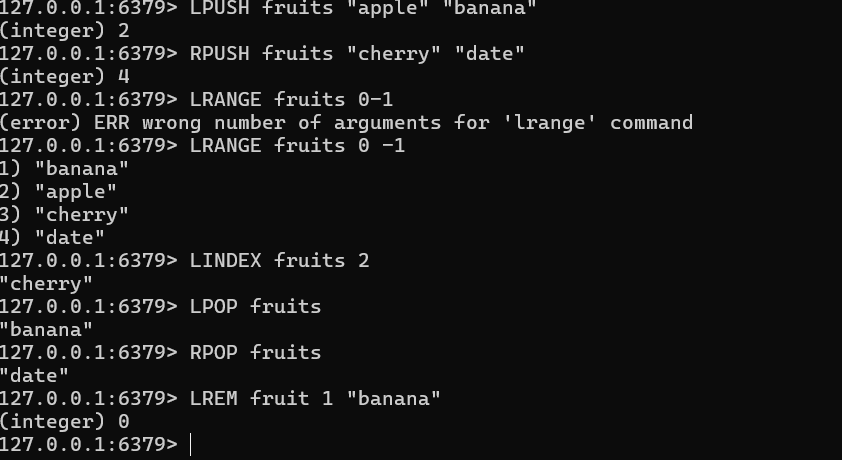 127.0.0.1:6379> LPUSH fruits "apple" "banana"
(integer) 2
127.0.0.1:6379> RPUSH fruits "cherry" "date"
(integer) 4
127.0.0.1:6379> LRANGE fruits 0-1
(error) ERR wrong number of arguments for 'lrange' command
127.0.0.1:6379> LRANGE fruits 0 -1
1) "banana"
2) "apple"
3) "cherry"
4) "date"
127.0.0.1:6379> LINDEX fruits 2
"cherry"
127.0.0.1:6379> LPOP fruits
"banana"
127.0.0.1:6379> RPOP fruits
"date"
127.0.0.1:6379> LREM fruit 1 "banana"
(integer) 0
127.0.0.1:6379>